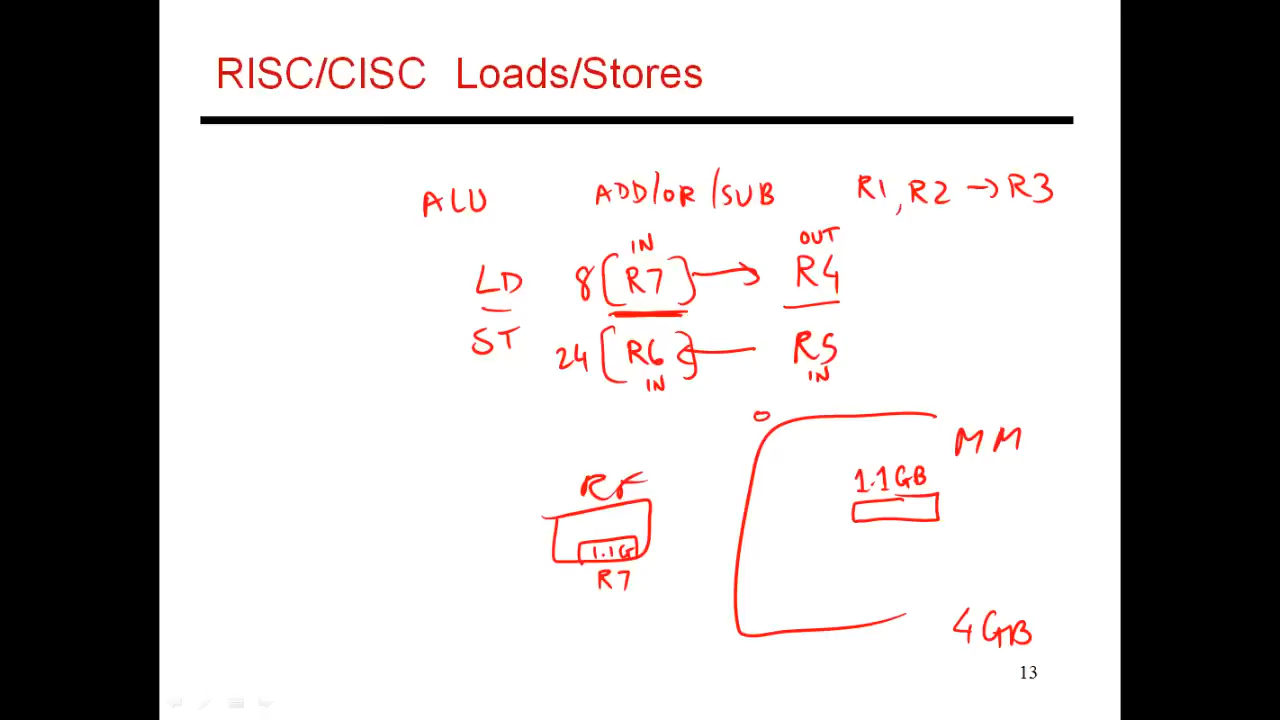 RISC/CISC Loads/Stores
ALU ADD/OR/SUB R1, R2 → R3
IN OUT
LD 8[R7] → R4
ST 24[R6] ← R5
IN IN
0
MM
1.1GB
RF
1.1G
R7
4GB
13